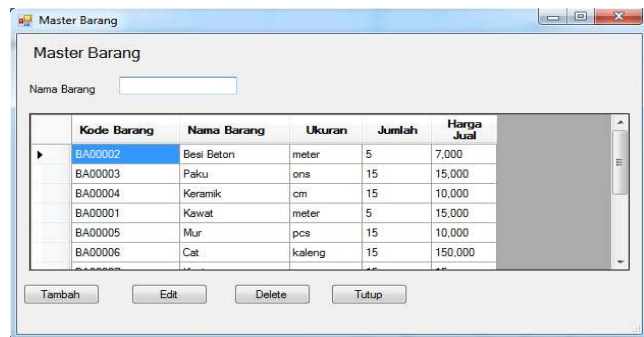 Master Barang
Master Barang
Nama Barang
Kode Barang Nama Barang Ukuran Jumlah Harga Jual
BA00002 Besi Beton meter 5 7,000
BA00003 Paku ons 15 15,000
BA00004 Keramik cm 15 10,000
BA00001 Kawat meter 5 15,000
BA00005 Mur pcs 15 10,000
BA00006 Cat kaleng 15 150,000
Tambah Edit Delete Tutup